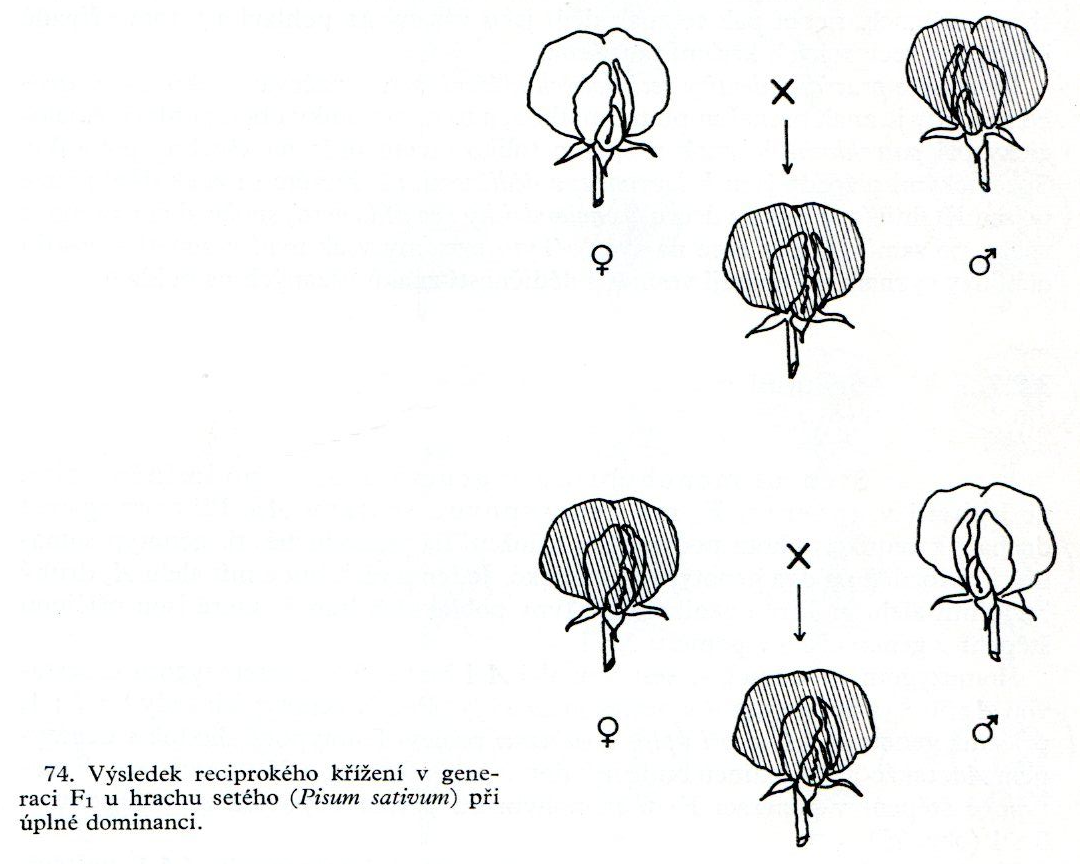 ♀
×
♂
♀
×
♂
74. Výsledek reciprokého křížení v gene-
raci F₁ u hrachu setého (Pisum sativum) při
úplné dominanci.